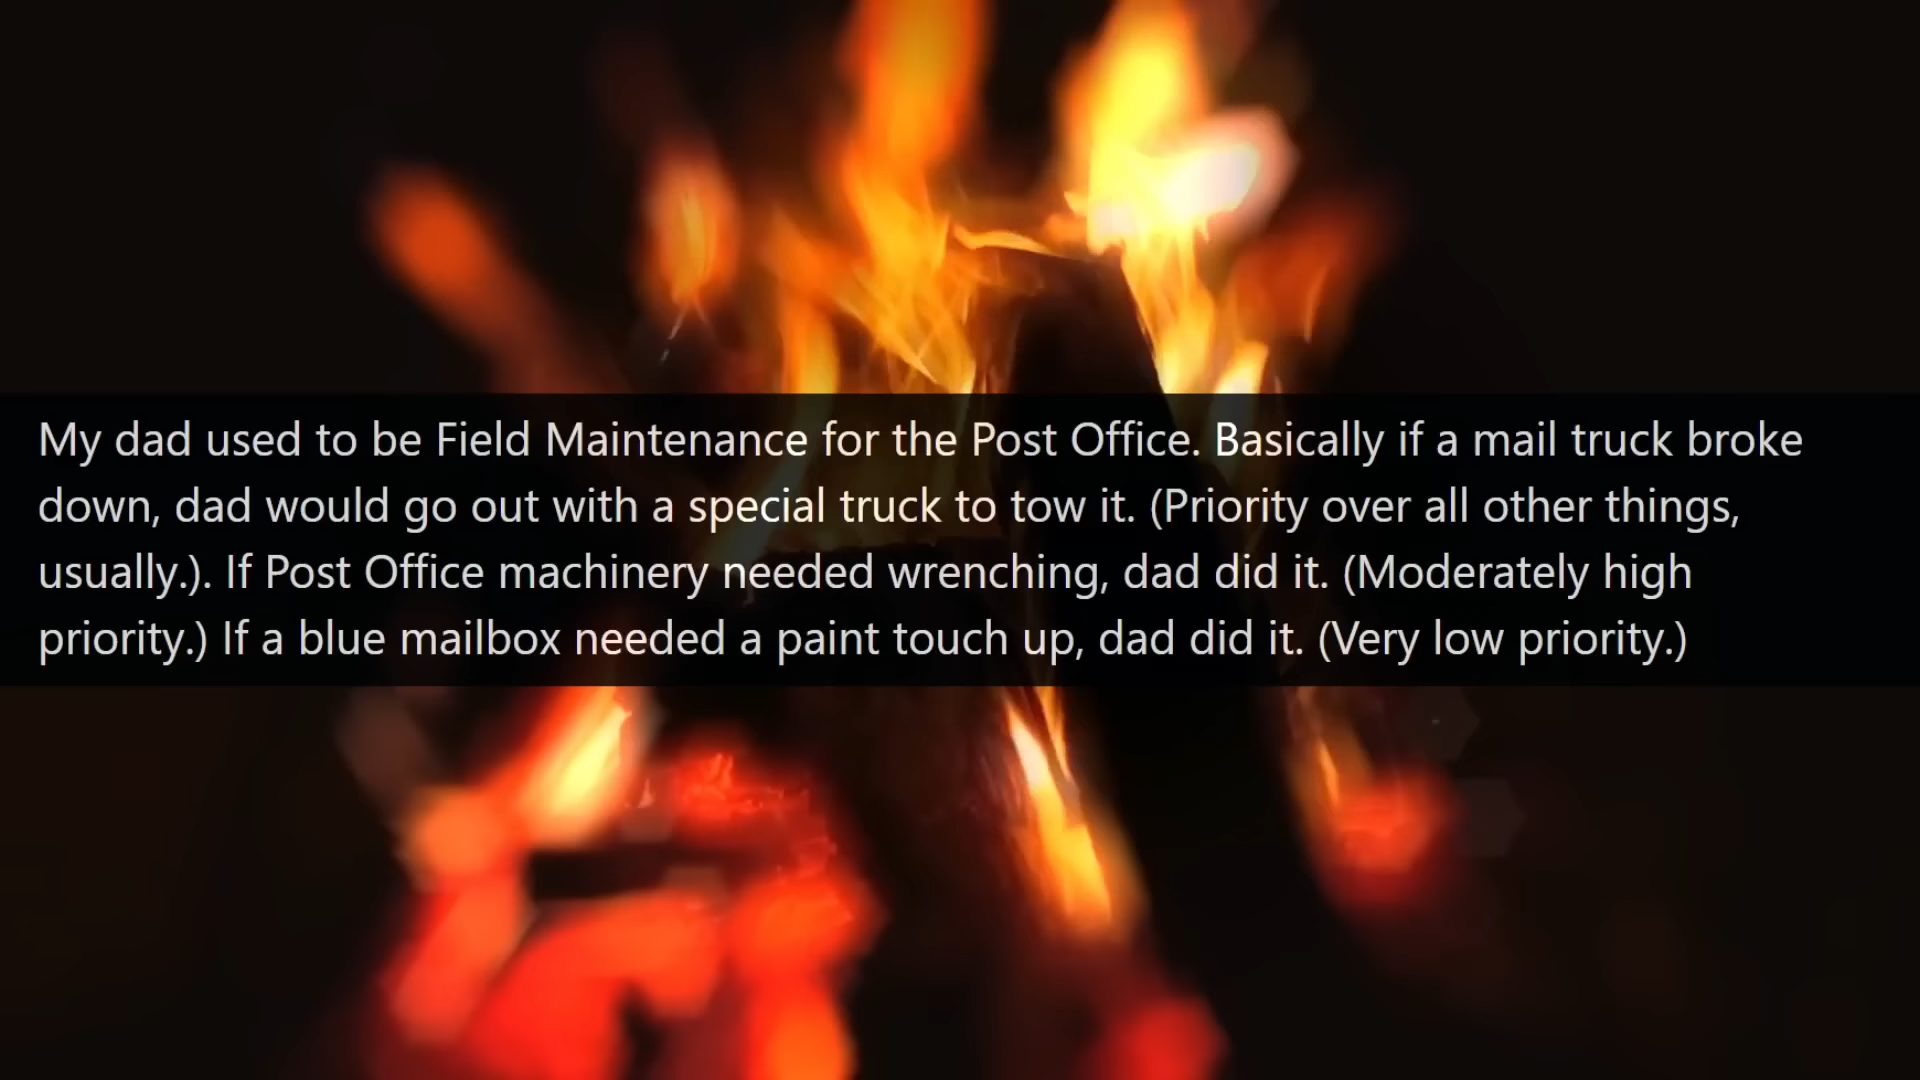 My dad used to be Field Maintenance for the Post Office. Basically if a mail truck broke
down, dad would go out with a special truck to tow it. (Priority over all other things,
usually.). If Post Office machinery needed wrenching, dad did it. (Moderately high
priority.) If a blue mailbox needed a paint touch up, dad did it. (Very low priority.)